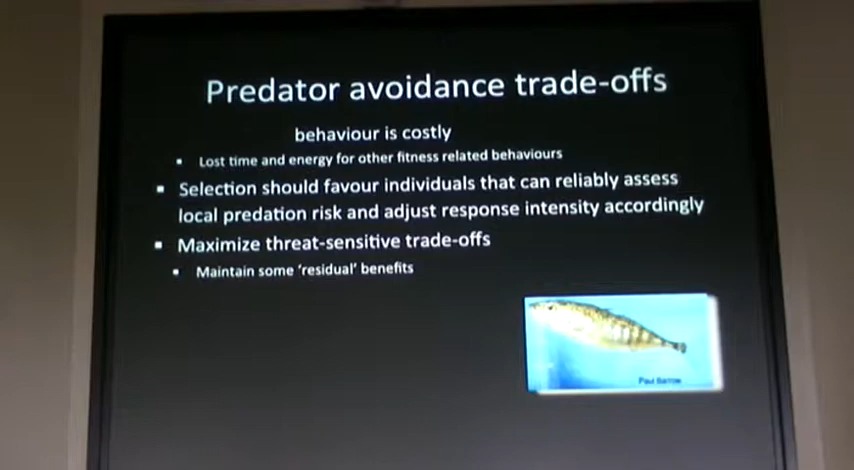 Predator avoidance trade-offs
behaviour is costly
▪ Lost time and energy for other fitness related behaviours
▪ Selection should favour individuals that can reliably assess
local predation risk and adjust response intensity accordingly
▪ Maximize threat-sensitive trade-offs
▪ Maintain some 'residual' benefits
Paul Barrow